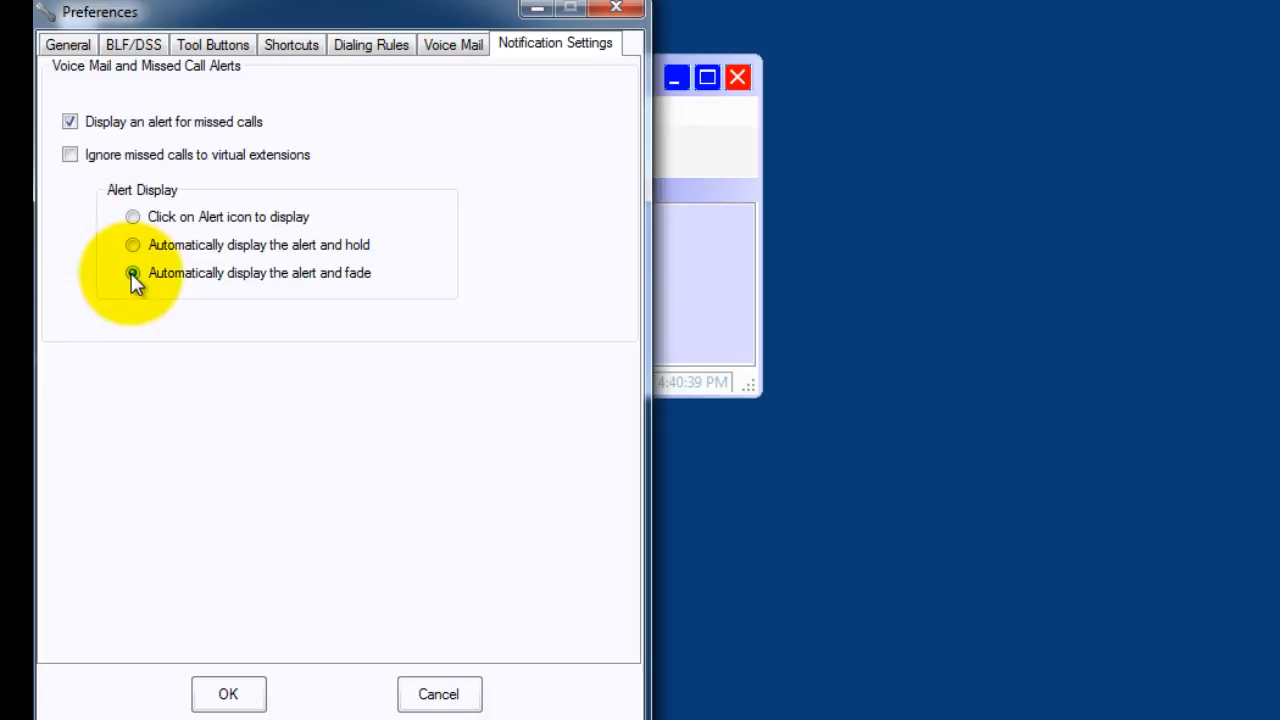 Preferences
General BLF/DSS Tool Buttons Shortcuts Dialing Rules Voice Mail Notification Settings
Voice Mail and Missed Call Alerts
Display an alert for missed calls
Ignore missed calls to virtual extensions
Alert Display
Click on Alert icon to display
Automatically display the alert and hold
Automatically display the alert and fade
4:40:39 PM
OK Cancel